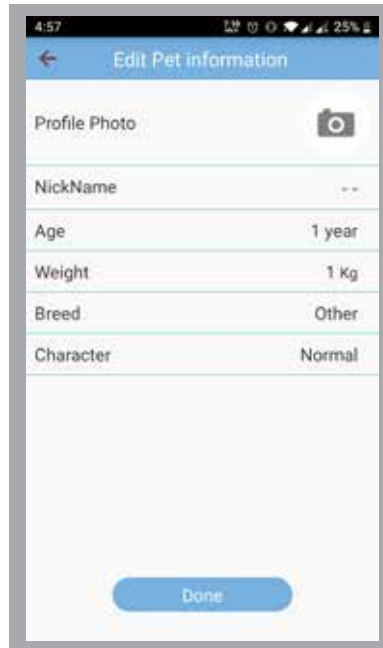 4:57 25%
Edit Pet information
Profile Photo
NickName --
Age 1 year
Weight 1 Kg
Breed Other
Character Normal
Done